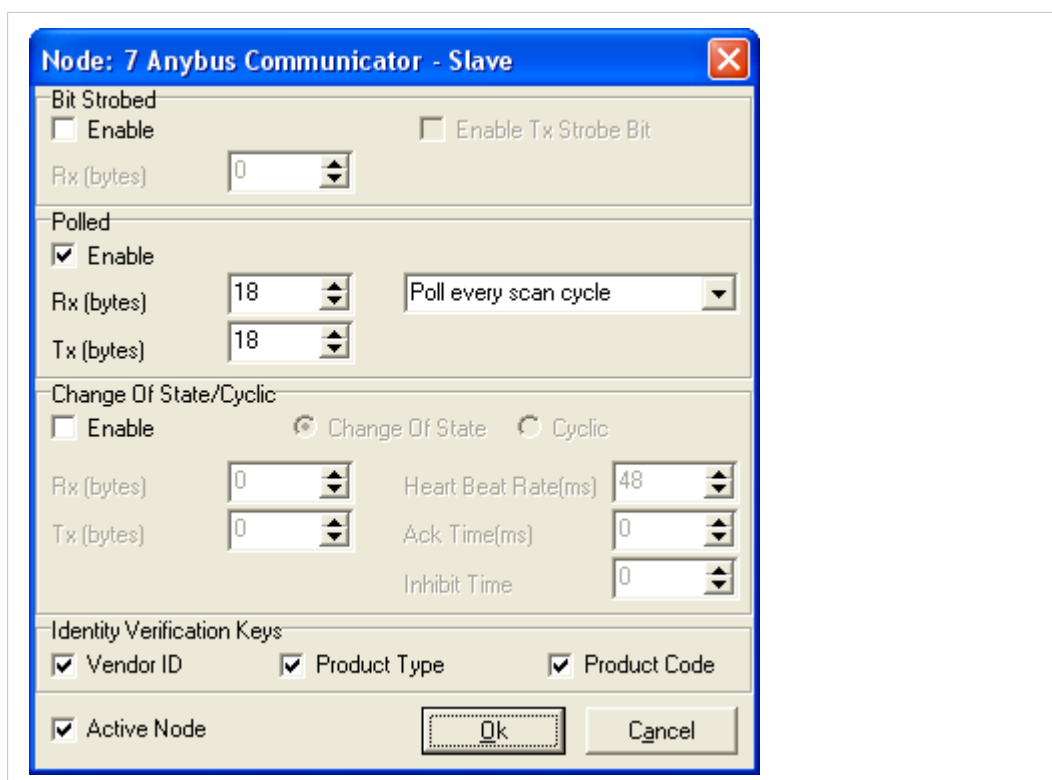 Node: 7 Anybus Communicator - Slave
Bit Strobed
Enable Enable Tx Strobe Bit
Rx (bytes) 0
Polled
Enable
Rx (bytes) 18 Poll every scan cycle
Tx (bytes) 18
Change Of State/Cyclic
Enable Change Of State Cyclic
Rx (bytes) 0 Heart Beat Rate(ms) 48
Tx (bytes) 0 Ack Time(ms) 0
Inhibit Time 0
Identity Verification Keys
Vendor ID Product Type Product Code
Active Node Ok Cancel